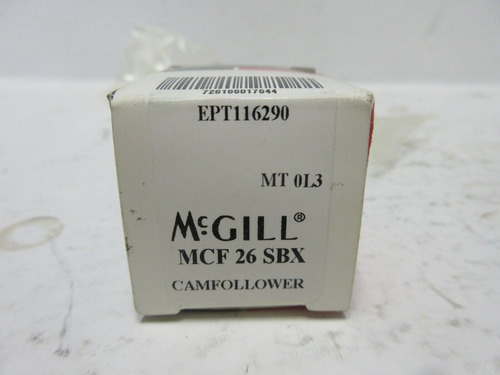 720100017044
EPT116290
MT 0L3
McGILL®
MCF 26 SBX
CAMFOLLOWER